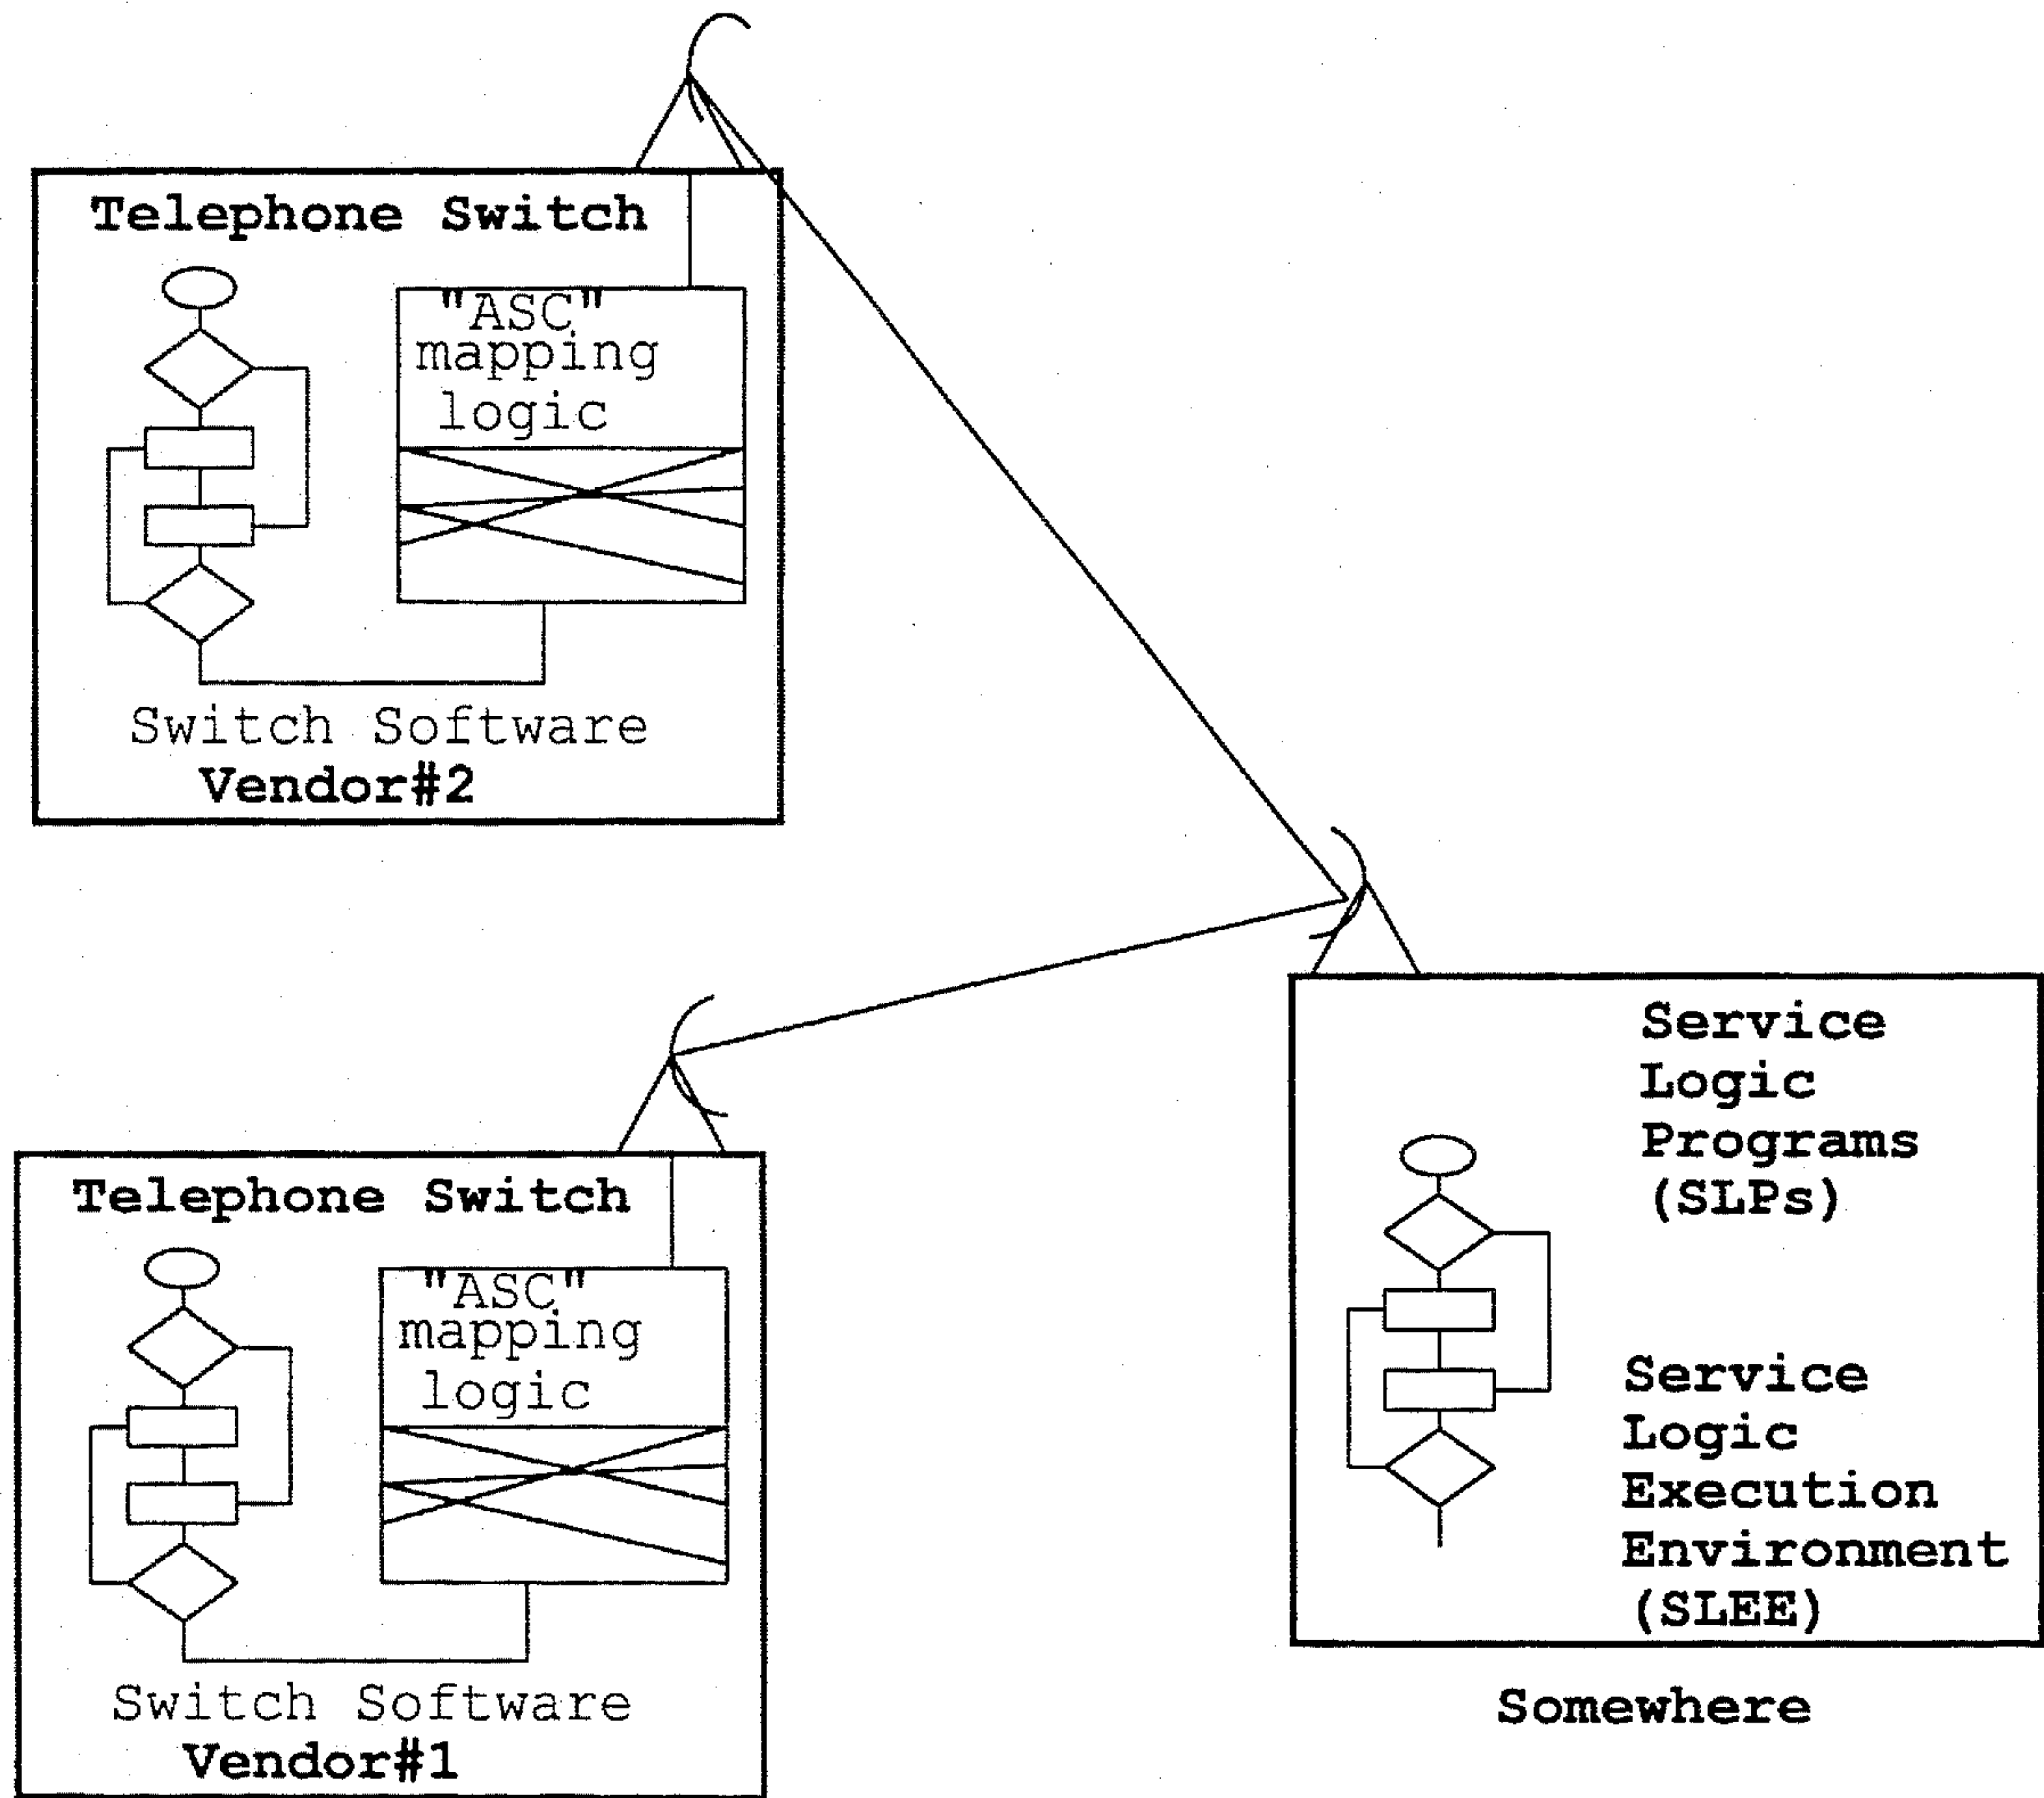 Telephone Switch
"ASC"
mapping
logic
Switch Software
Vendor#2
Telephone Switch
"ASC"
mapping
logic
Switch Software
Vendor#1
Service
Logic
Programs
(SLPs)
Service
Logic
Execution
Environment
(SLEE)
Somewhere